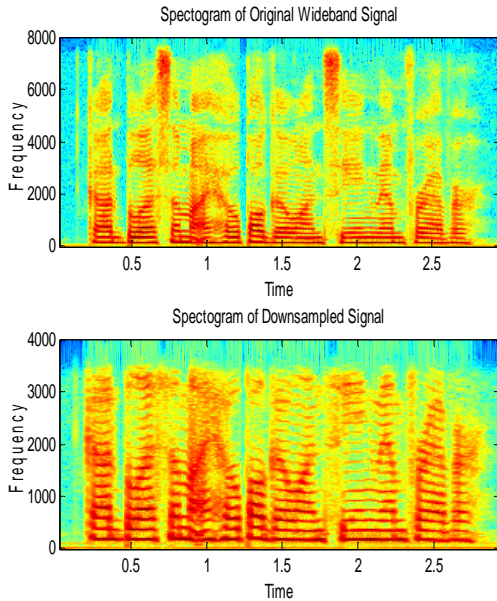 Spectogram of Original Wideband Signal
8000
6000
4000
2000
0
Frequency
0.5 1 1.5 2 2.5
Time
Spectogram of Downsampled Signal
4000
3000
2000
1000
0
Frequency
0.5 1 1.5 2 2.5
Time